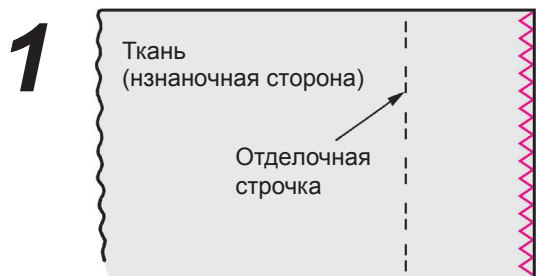 1
Ткань
(нзнаночная сторона)
Отделочная
строчка